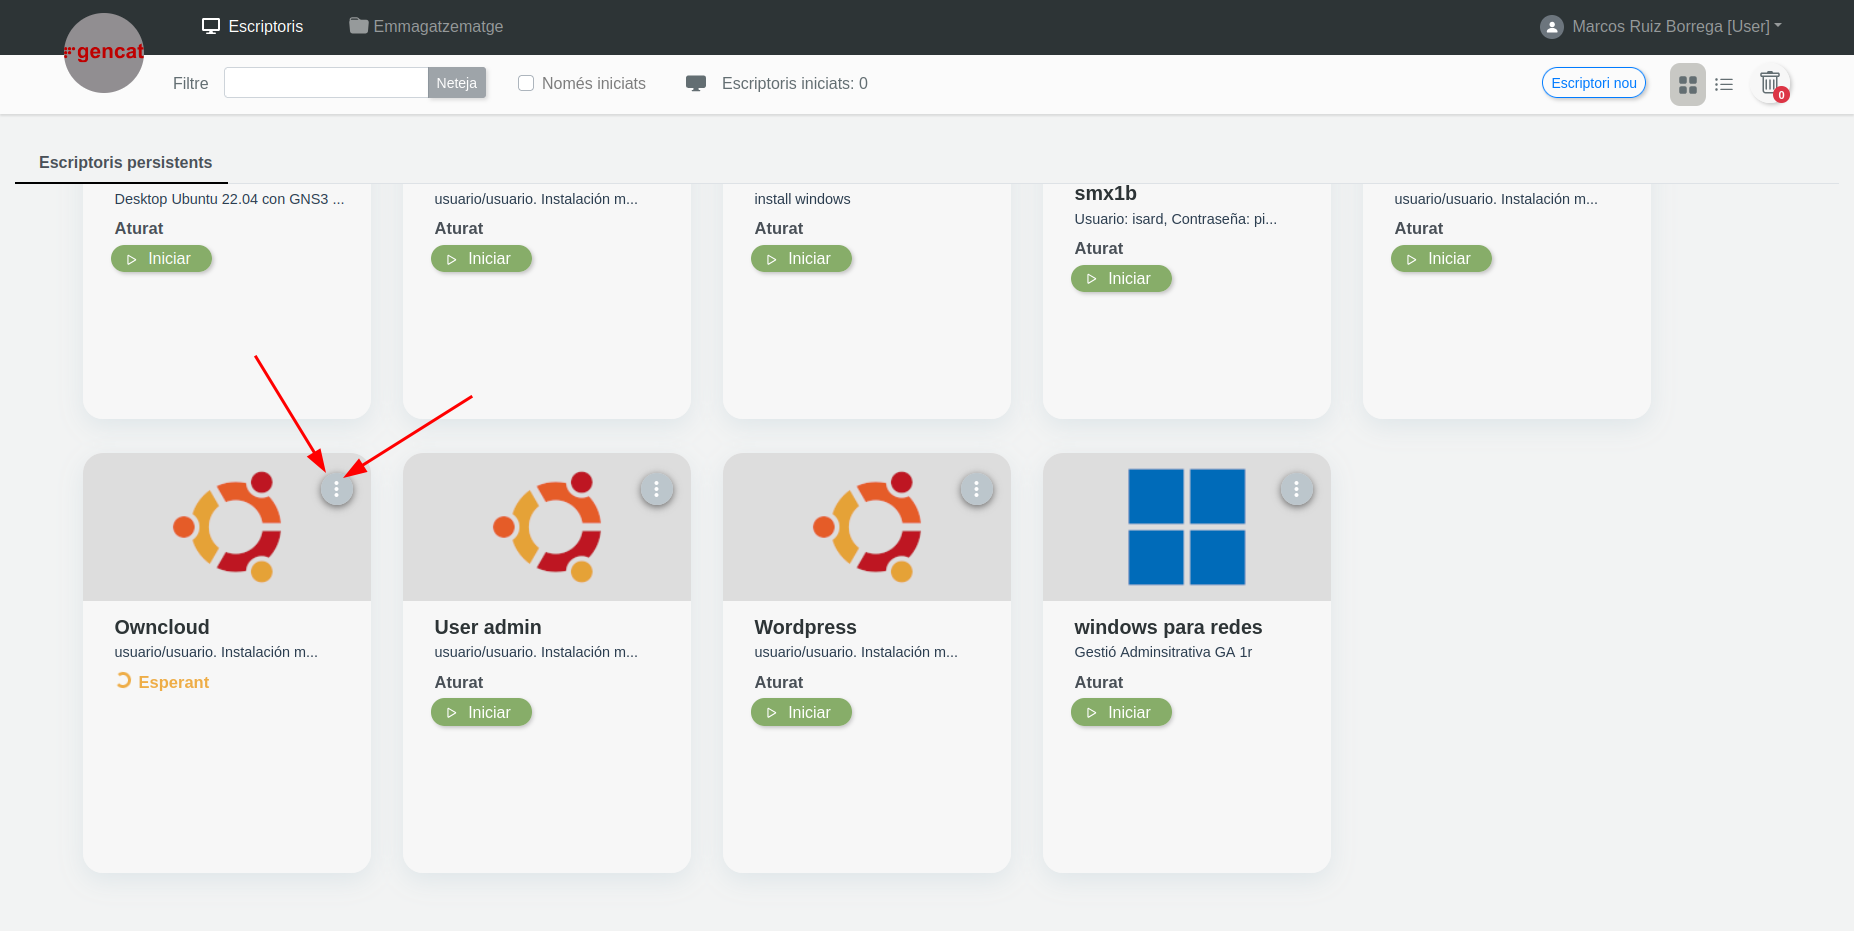 gencat
Escriptoris
Emmagatzematge
Marcos Ruiz Borrega [User]
Filtre
Neteja
Només iniciats
Escriptoris iniciats: 0
Escriptori nou
0
Escriptoris persistents
Desktop Ubuntu 22.04 con GNS3 ...
Aturat
Iniciar
usuario/usuario. Instalación m...
Aturat
Iniciar
install windows
Aturat
Iniciar
smx1b
Usuario: isard, Contraseña: pi...
Aturat
Iniciar
usuario/usuario. Instalación m...
Aturat
Iniciar
Owncloud
usuario/usuario. Instalación m...
Esperant
User admin
usuario/usuario. Instalación m...
Aturat
Iniciar
Wordpress
usuario/usuario. Instalación m...
Aturat
Iniciar
windows para redes
Gestió Adminsitrativa GA 1r
Aturat
Iniciar